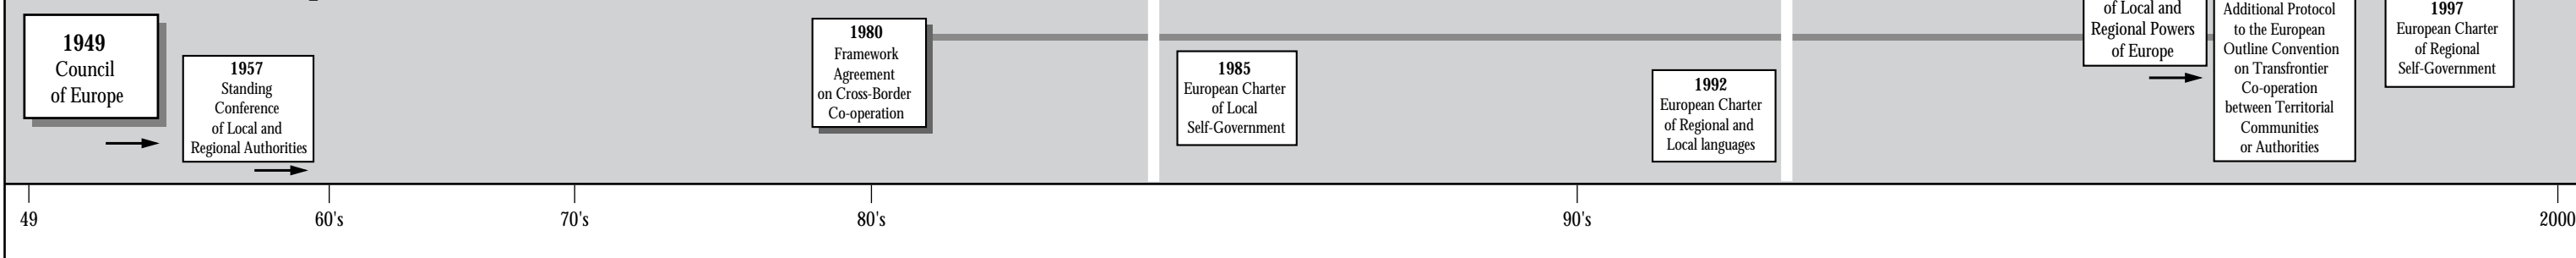 1949
Council
of Europe
1957
Standing
Conference
of Local and
Regional Authorities
1980
Framework
Agreement
on Cross-Border
Co-operation
1985
European Charter
of Local
Self-Government
1992
European Charter
of Regional and
Local languages
of Local and
Regional Powers
of Europe
Additional Protocol
to the European
Outline Convention
on Transfrontier
Co-operation
between Territorial
Communities
or Authorities
1997
European Charter
of Regional
Self-Government
49
60's
70's
80's
90's
2000